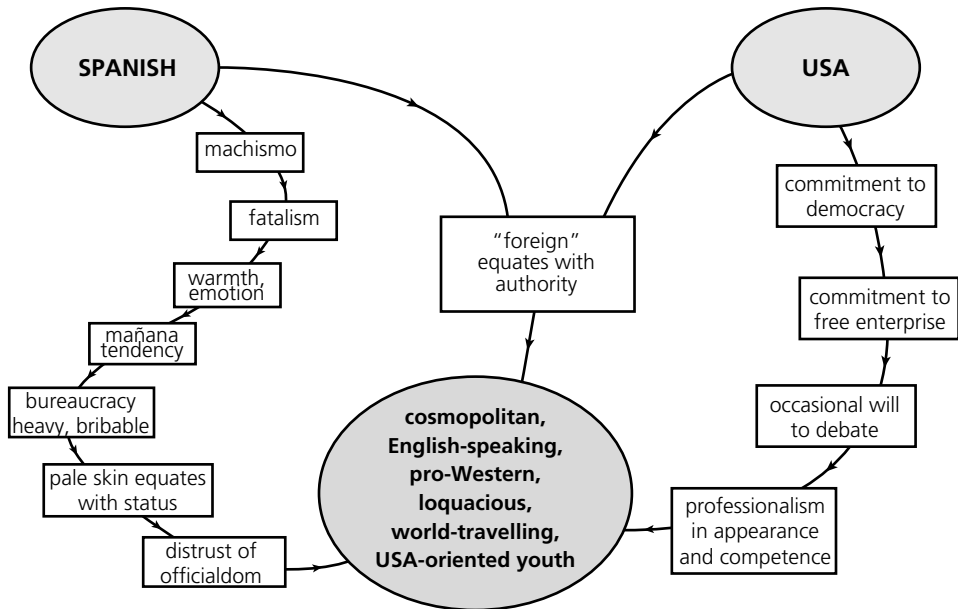 SPANISH
machismo
fatalism
warmth,
emotion
mañana
tendency
bureaucracy
heavy, bribable
pale skin equates
with status
distrust of
officialdom
“foreign”
equates with
authority
USA
commitment to
democracy
commitment to
free enterprise
occasional will
to debate
professionalism
in appearance
and competence
cosmopolitan,
English-speaking,
pro-Western,
loquacious,
world-travelling,
USA-oriented youth